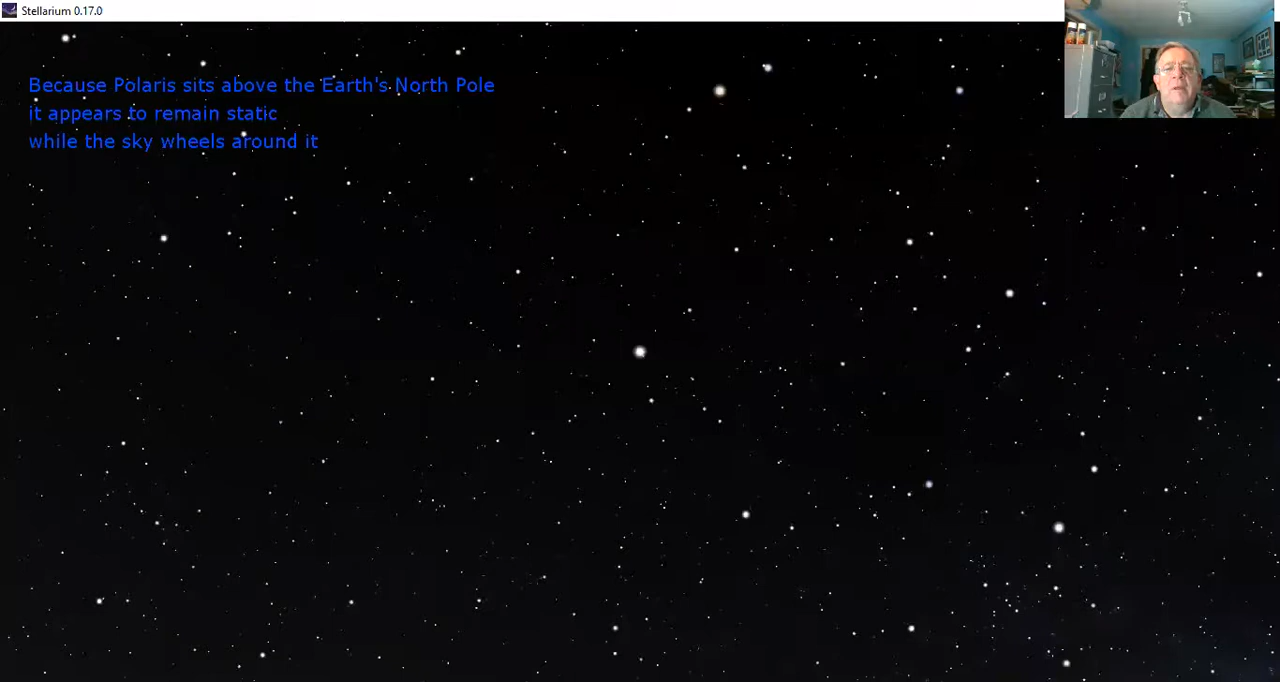 Stellarium 0.17.0
Because Polaris sits above the Earth's North Pole
it appears to remain static
while the sky wheels around it